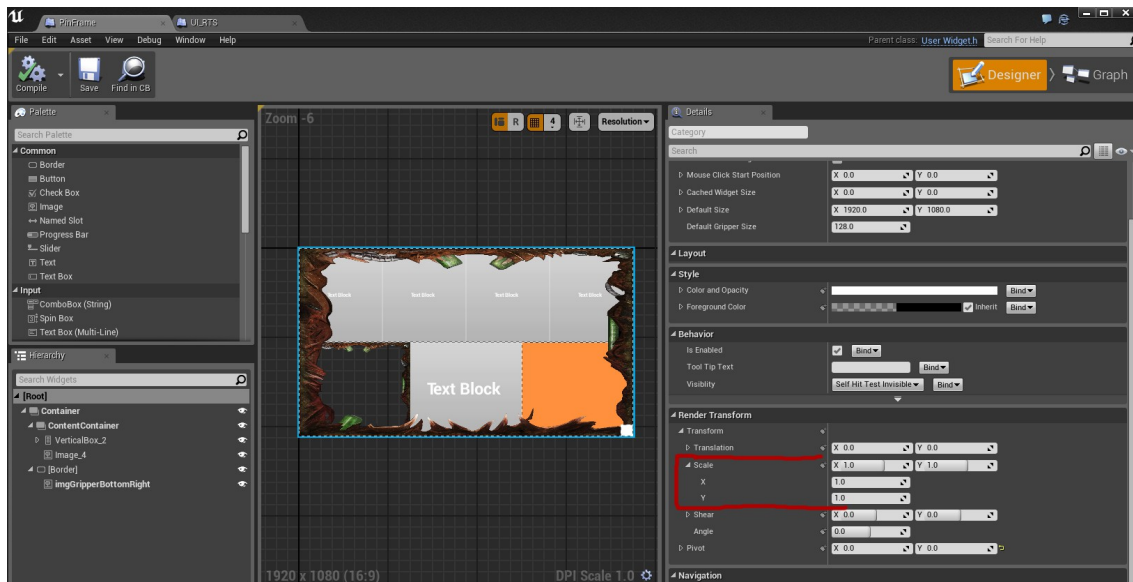 PinFrame
UI_RTS
File Edit Asset View Debug Window Help
Parent class: User Widget.h Search For Help
Compile Save Find in CB
Designer Graph
Palette
Search Palette
Common
Border
Button
Check Box
Image
Named Slot
Progress Bar
Slider
Text
Text Box
Input
ComboBox (String)
Spin Box
Text Box (Multi-Line)
Hierarchy
Search Widgets
[Root]
Container
ContentContainer
VerticalBox_2
Image_4
[Border]
imgGripperBottomRight
Zoom -6
R 4 Resolution
Text Block Text Block Text Block Text Block
Text Block
1920 x 1080 (16:9) DPI Scale 1.0
Details
Category
Search
Mouse Click Start Position X 0.0 Y 0.0
Cached Widget Size X 0.0 Y 0.0
Default Size X 1920.0 Y 1080.0
Default Gripper Size 128.0
Layout
Style
Color and Opacity Bind
Foreground Color Inherit Bind
Behavior
Is Enabled Bind
Tool Tip Text Bind
Visiblity Self Hit Test Invisible Bind
Render Transform
Transform
Translation X 0.0 Y 0.0
Scale X 1.0 Y 1.0
X 1.0
Y 1.0
Shear X 0.0 Y 0.0
Angle 0.0
Pivot X 0.0 Y 0.0
Navigation